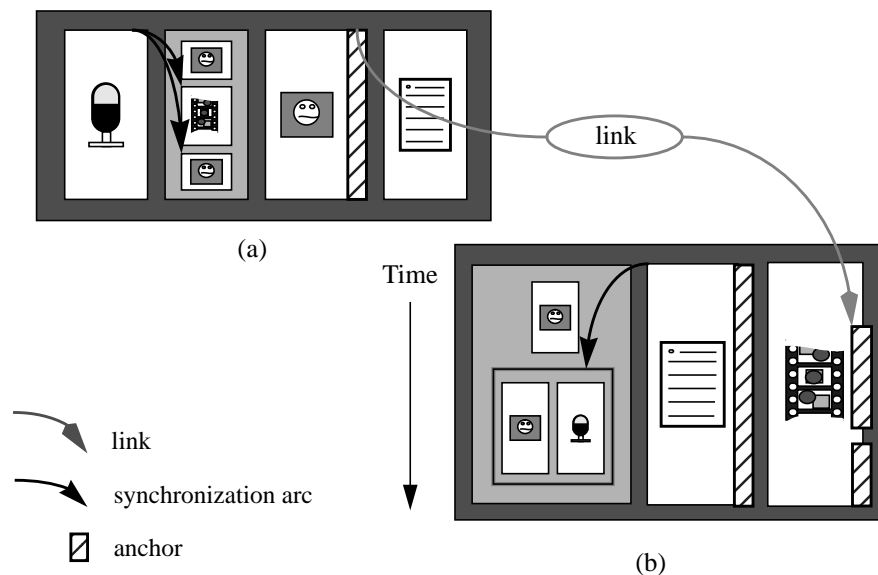 link
(a)
Time
link
synchronization arc
anchor
(b)